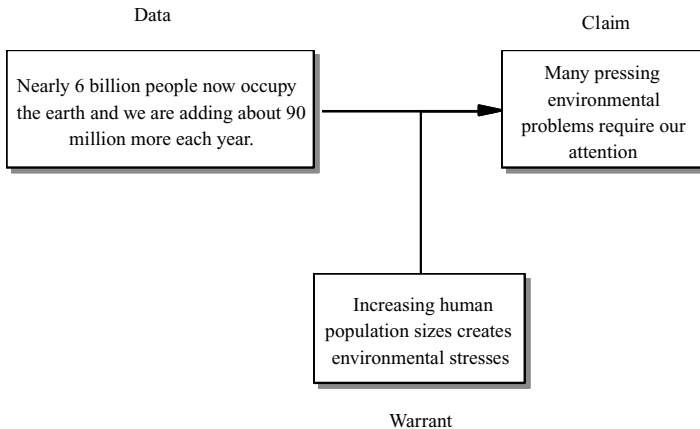 Data
Nearly 6 billion people now occupy
the earth and we are adding about 90
million more each year.
Claim
Many pressing
environmental
problems require our
attention
Increasing human
population sizes creates
environmental stresses
Warrant